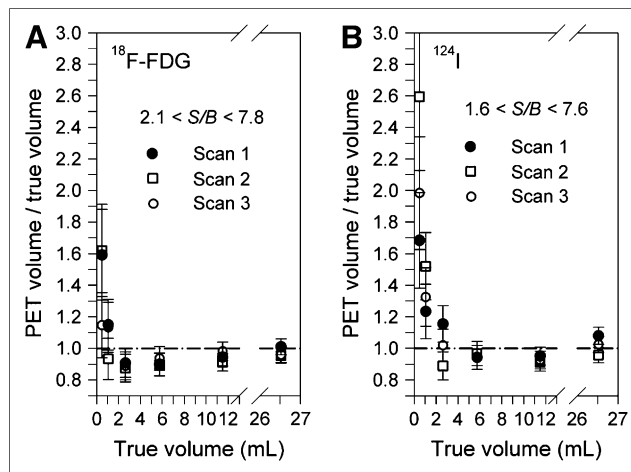 A
¹⁸F-FDG
2.1 < S/B < 7.8
Scan 1
Scan 2
Scan 3
PET volume / true volume
3.0
2.8
2.6
2.4
2.2
2.0
1.8
1.6
1.4
1.2
1.0
0.8
0 2 4 6 8 10 12 26 27
True volume (mL)
B
¹²⁴I
1.6 < S/B < 7.6
Scan 1
Scan 2
Scan 3
PET volume / true volume
3.0
2.8
2.6
2.4
2.2
2.0
1.8
1.6
1.4
1.2
1.0
0.8
0 2 4 6 8 10 12 26 27
True volume (mL)